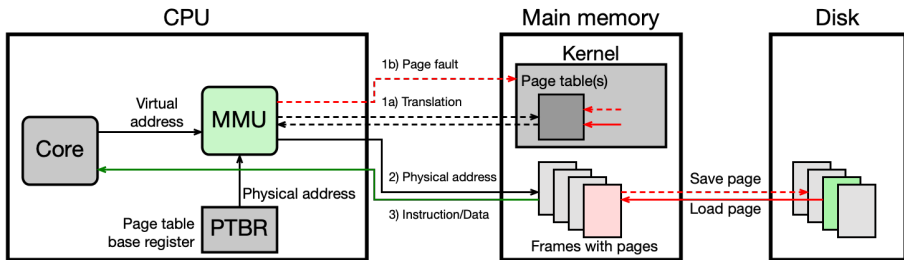 CPU
Main memory
Disk
Kernel
1b) Page fault
Page table(s)
1a) Translation
Virtual
address
MMU
Core
2) Physical address
Save page
Physical address
Load page
3) Instruction/Data
Page table
base register
PTBR
Frames with pages